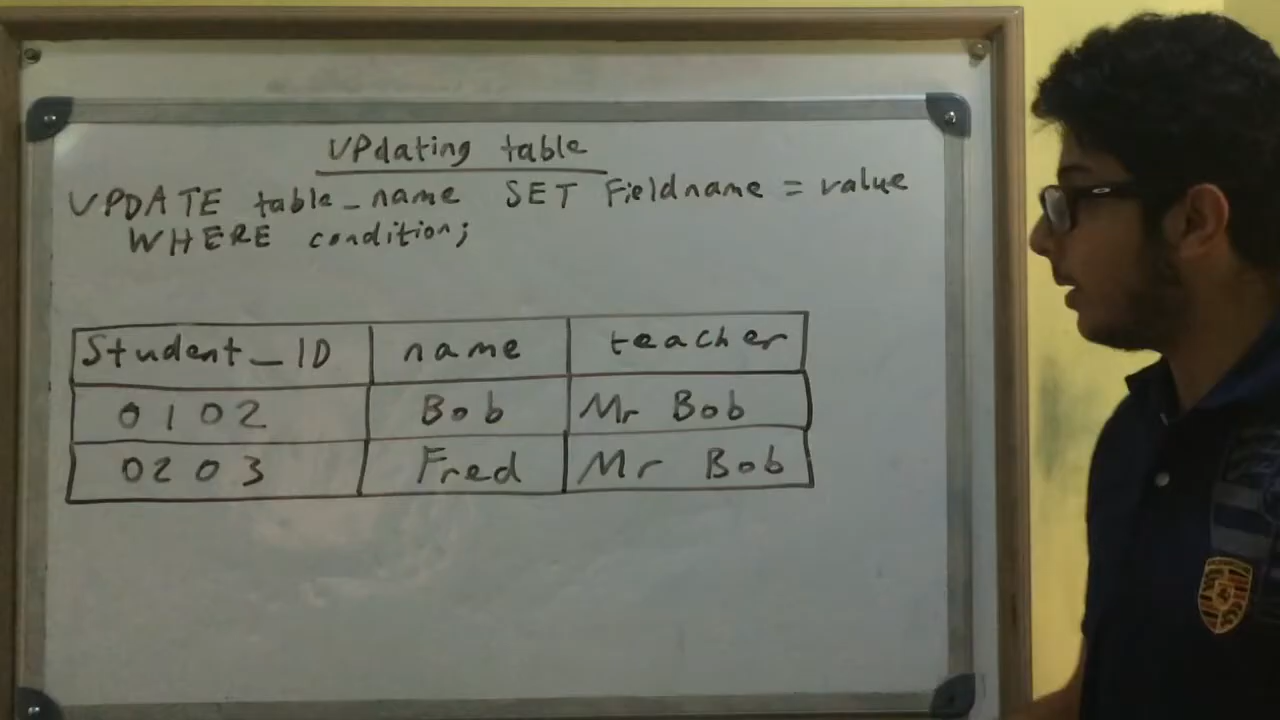 UPdating table
UPDATE table_name SET Fieldname = value
WHERE condition;
Student_ID name teacher
0102 Bob Mr Bob
0203 Fred Mr Bob